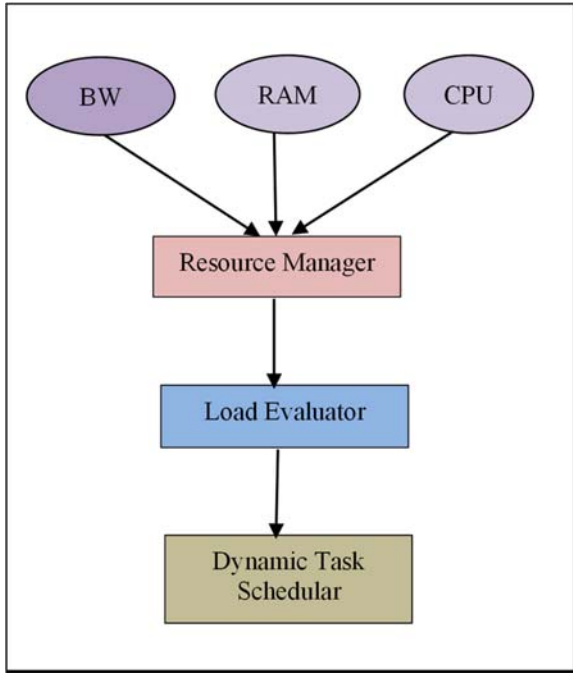 BW
RAM
CPU
Resource Manager
Load Evaluator
Dynamic Task
Schedular